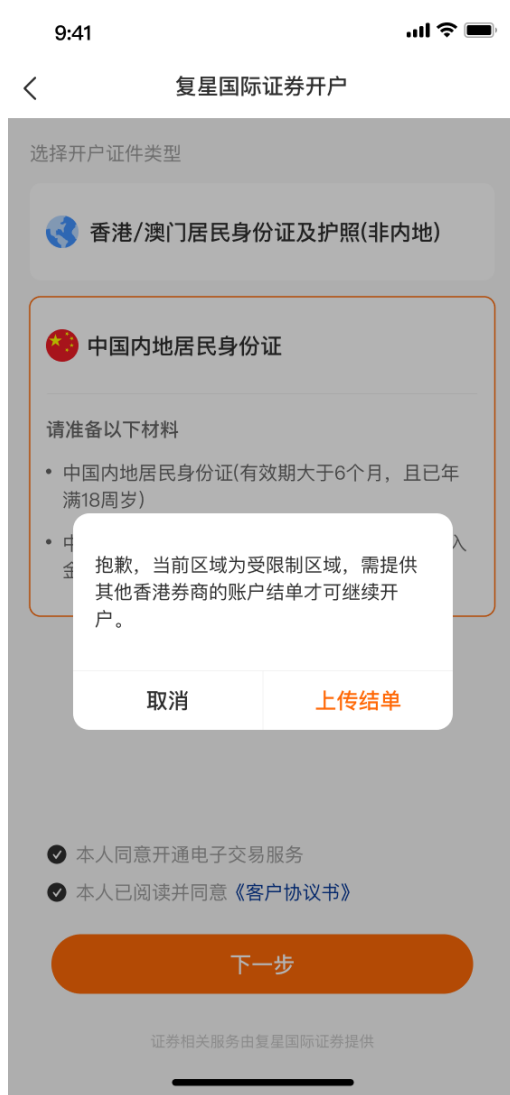 9:41
复星国际证券开户
选择开户证件类型
香港/澳门居民身份证及护照(非内地)
中国内地居民身份证
请准备以下材料
• 中国内地居民身份证(有效期大于6个月，且已年
满18周岁)
• 入
抱歉，当前区域为受限制区域，需提供
其他香港券商的账户结单才可继续开
户。
取消
上传结单
本人同意开通电子交易服务
本人已阅读并同意《客户协议书》
下一步
证券相关服务由复星国际证券提供